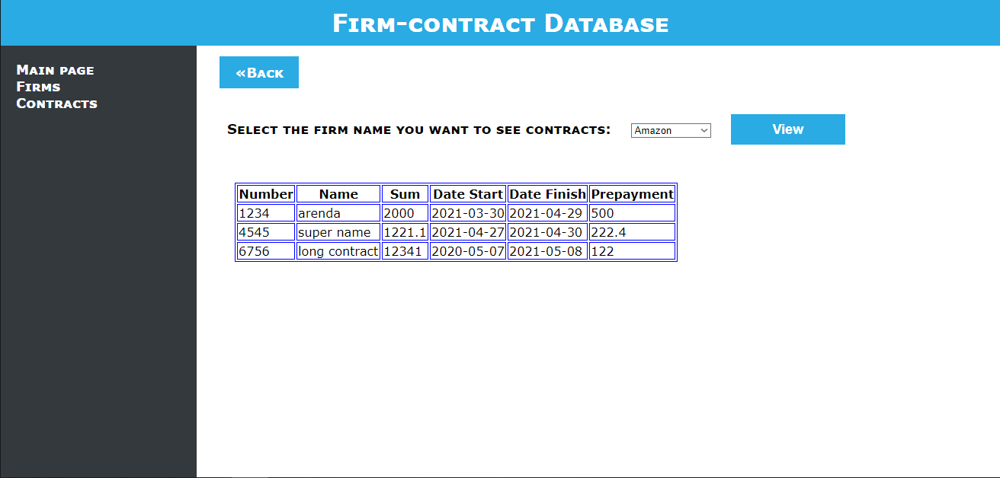 Firm-contract Database
Main page
Firms
Contracts
«Back
Select the firm name you want to see contracts: Amazon View
Number Name Sum Date Start Date Finish Prepayment
1234 arenda 2000 2021-03-30 2021-04-29 500
4545 super name 1221.1 2021-04-27 2021-04-30 222.4
6756 long contract 12341 2020-05-07 2021-05-08 122